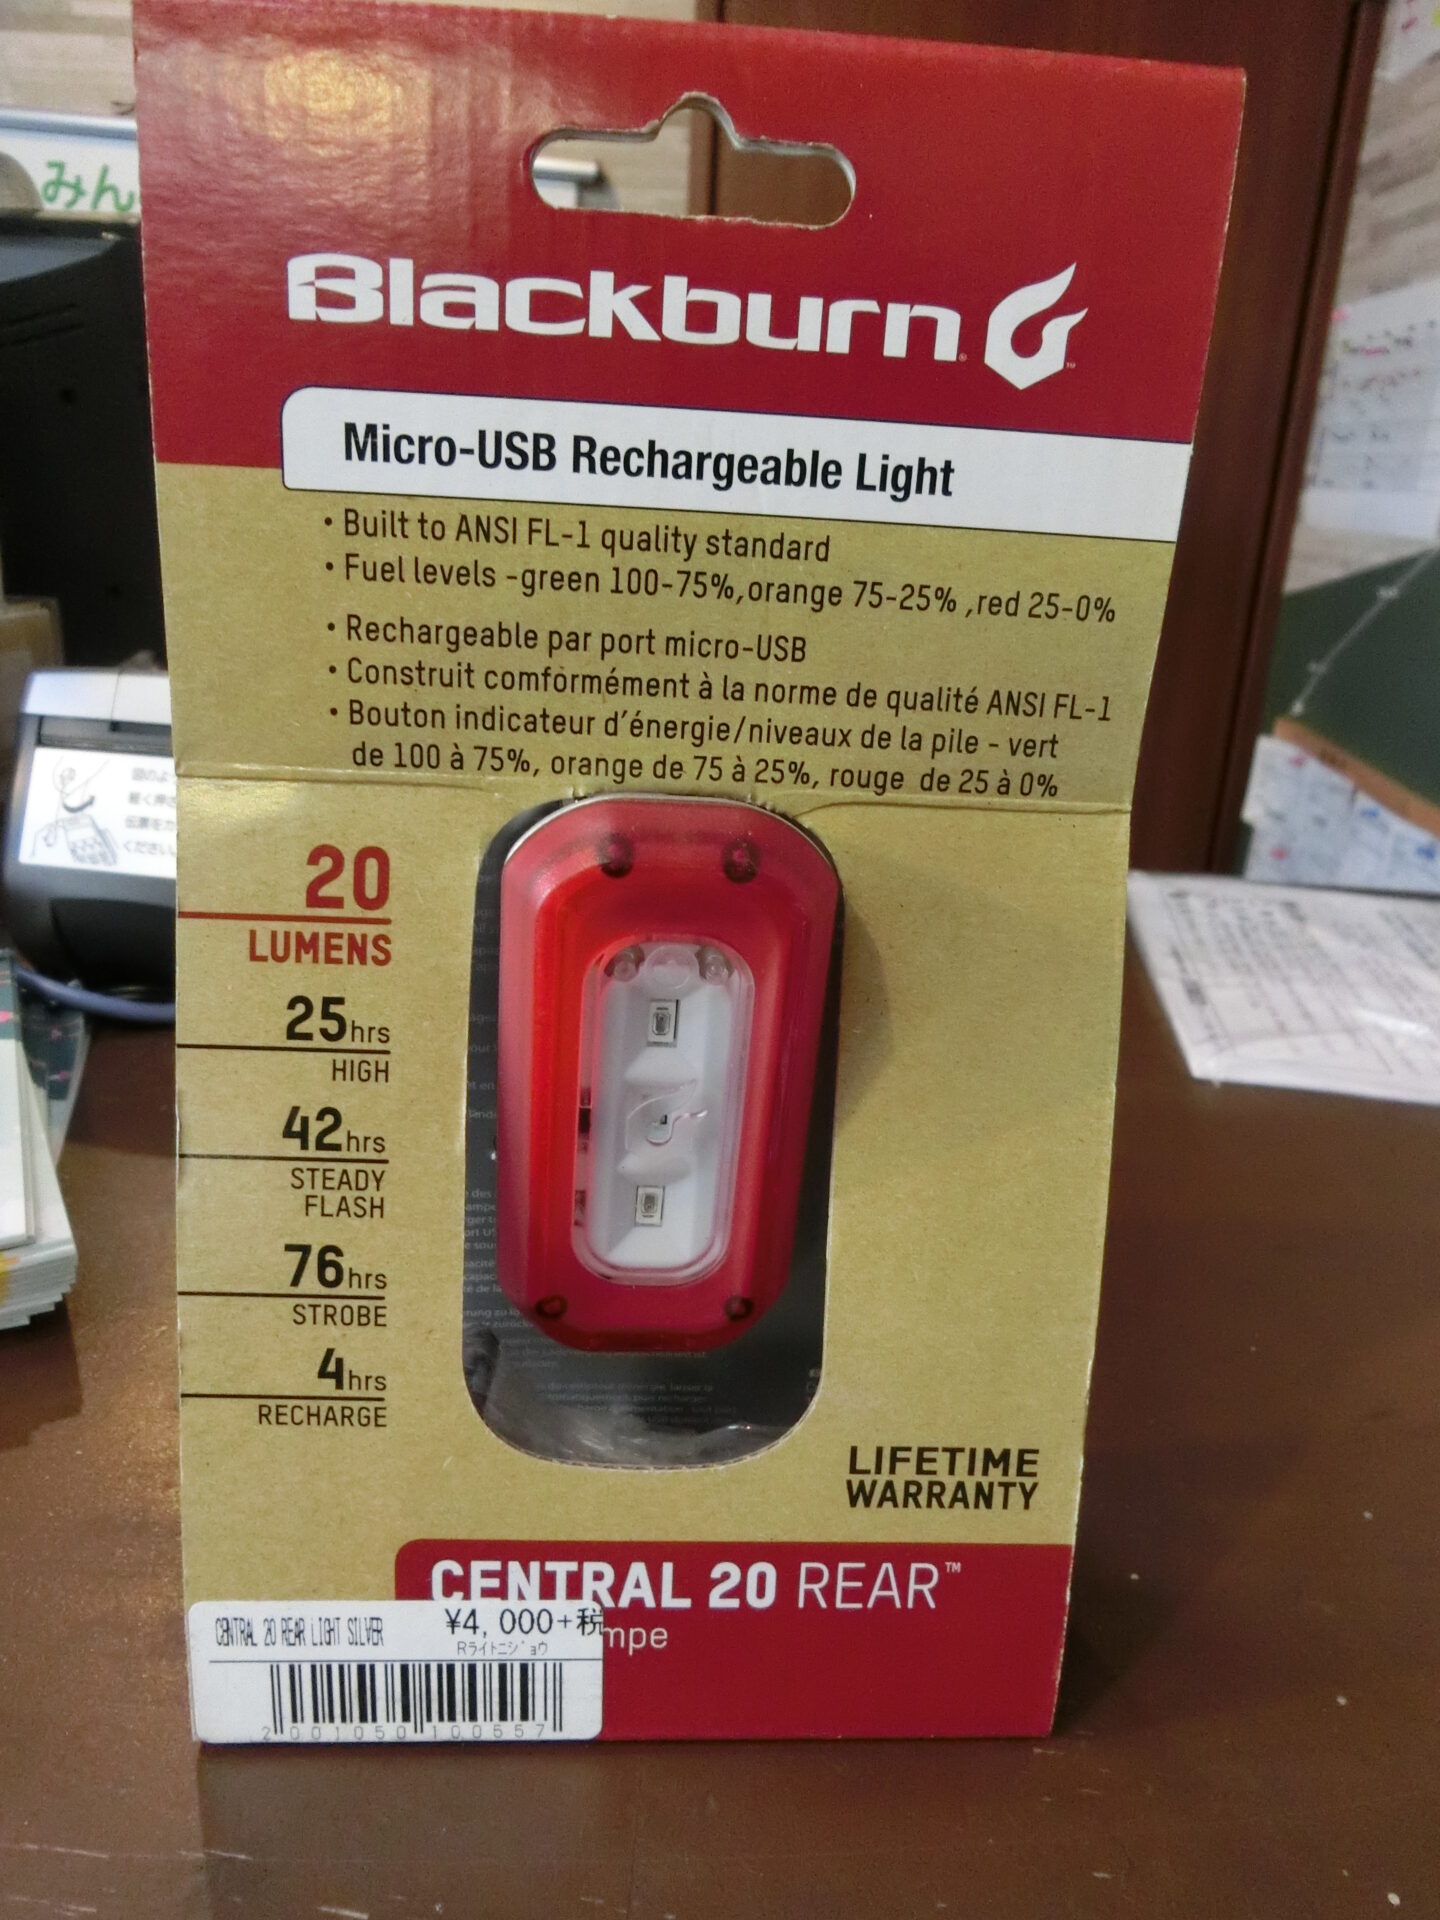 みん
Blackburn
Micro-USB Rechargeable Light
• Built to ANSI FL-1 quality standard
• Fuel levels -green 100-75%,orange 75-25% ,red 25-0%
• Rechargeable par port micro-USB
• Construit comformément à la norme de qualité ANSI FL-1
• Bouton indicateur d'énergie/niveaux de la pile - vert
de 100 à 75%, orange de 75 à 25%, rouge de 25 à 0%
20
LUMENS
25hrs
HIGH
42hrs
STEADY
FLASH
76hrs
STROBE
4hrs
RECHARGE
LIFETIME
WARRANTY
CENTRAL 20 REAR™
mpe
CENTRAL 20 REAR LIGHT SILVER
¥4,000+税
Rライトニジョウ
2001050100557